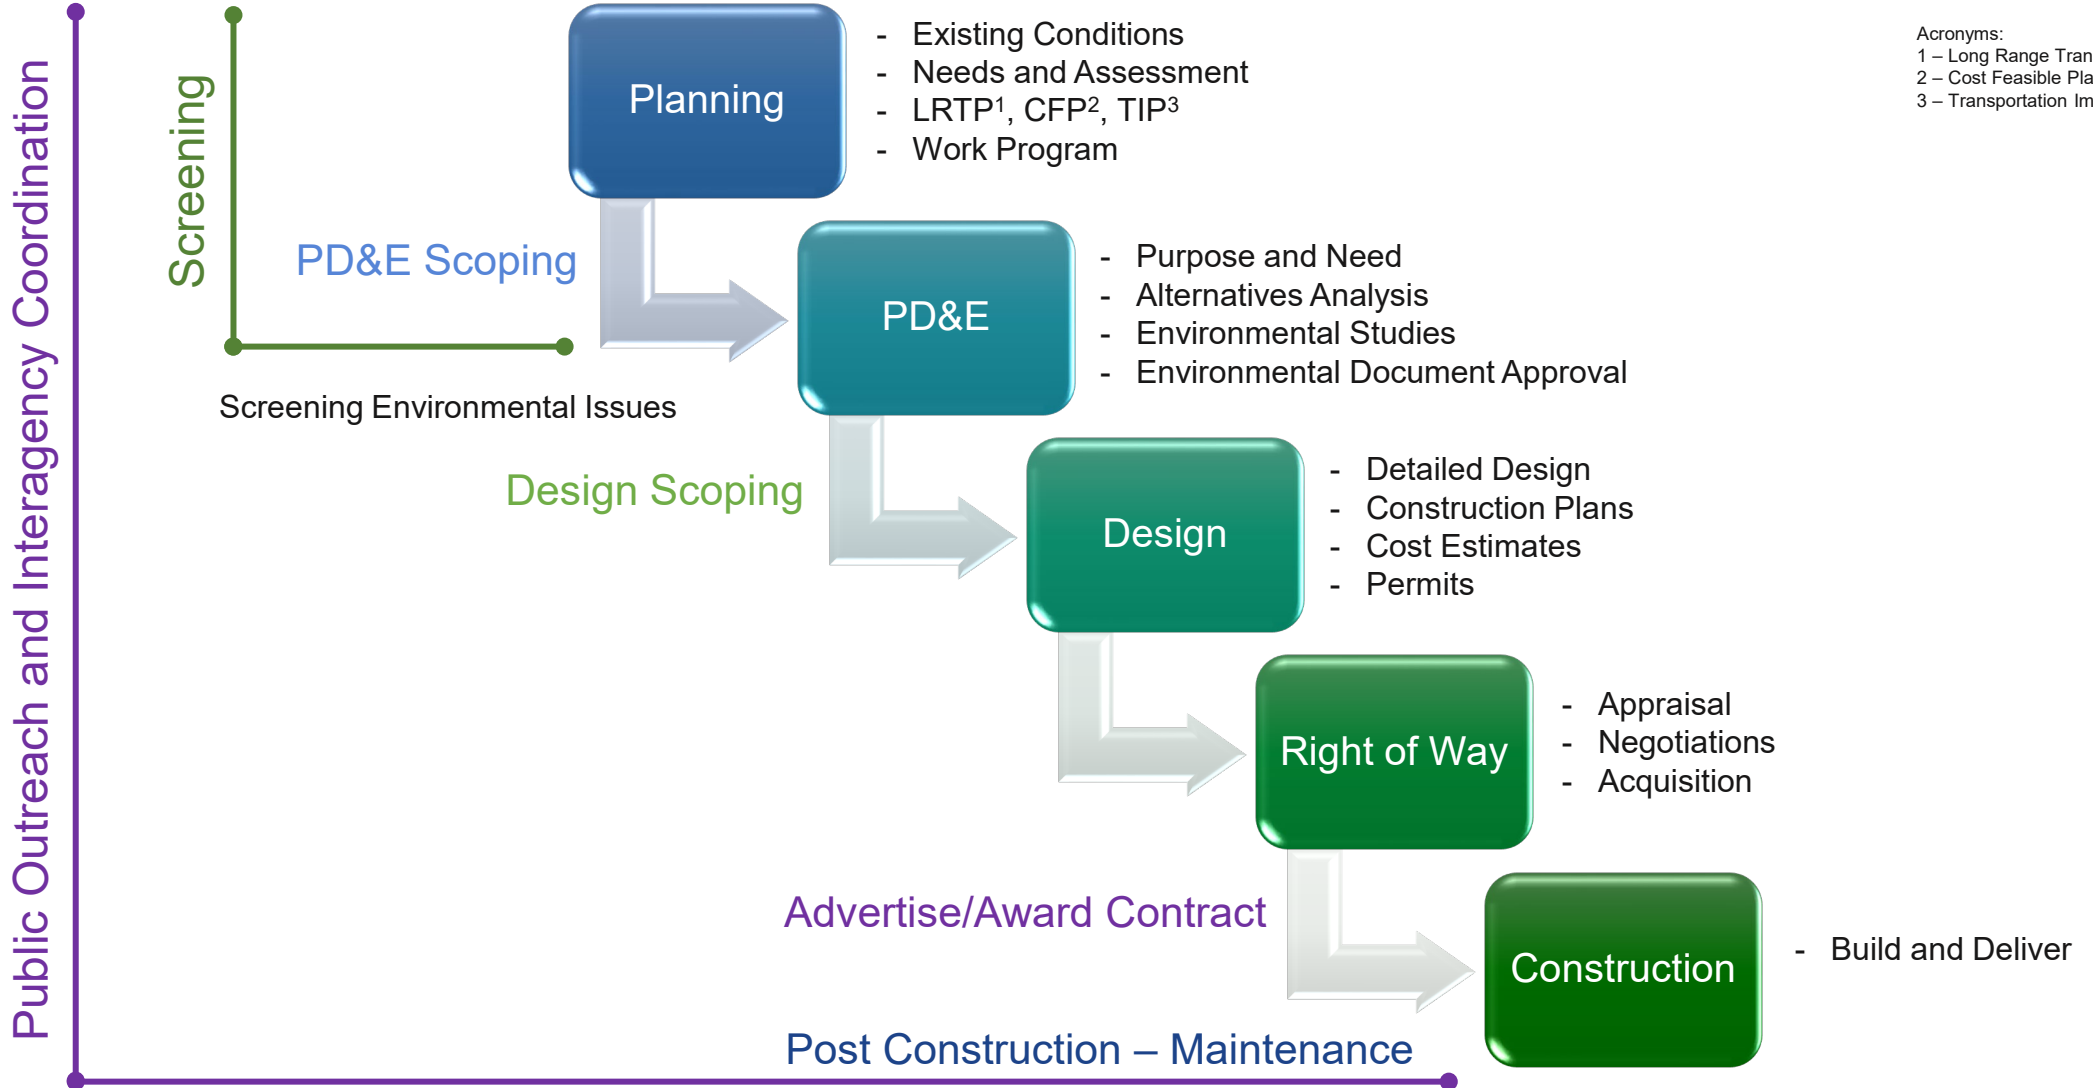 Public Outreach and Interagency Coordination
Screening
Planning
- Existing Conditions
- Needs and Assessment
- LRTP¹, CFP², TIP³
- Work Program
Acronyms:
1 – Long Range Tran
2 – Cost Feasible Pla
3 – Transportation Im
PD&E Scoping
PD&E
- Purpose and Need
- Alternatives Analysis
- Environmental Studies
- Environmental Document Approval
Screening Environmental Issues
Design Scoping
Design
- Detailed Design
- Construction Plans
- Cost Estimates
- Permits
Right of Way
- Appraisal
- Negotiations
- Acquisition
Advertise/Award Contract
Construction
- Build and Deliver
Post Construction – Maintenance